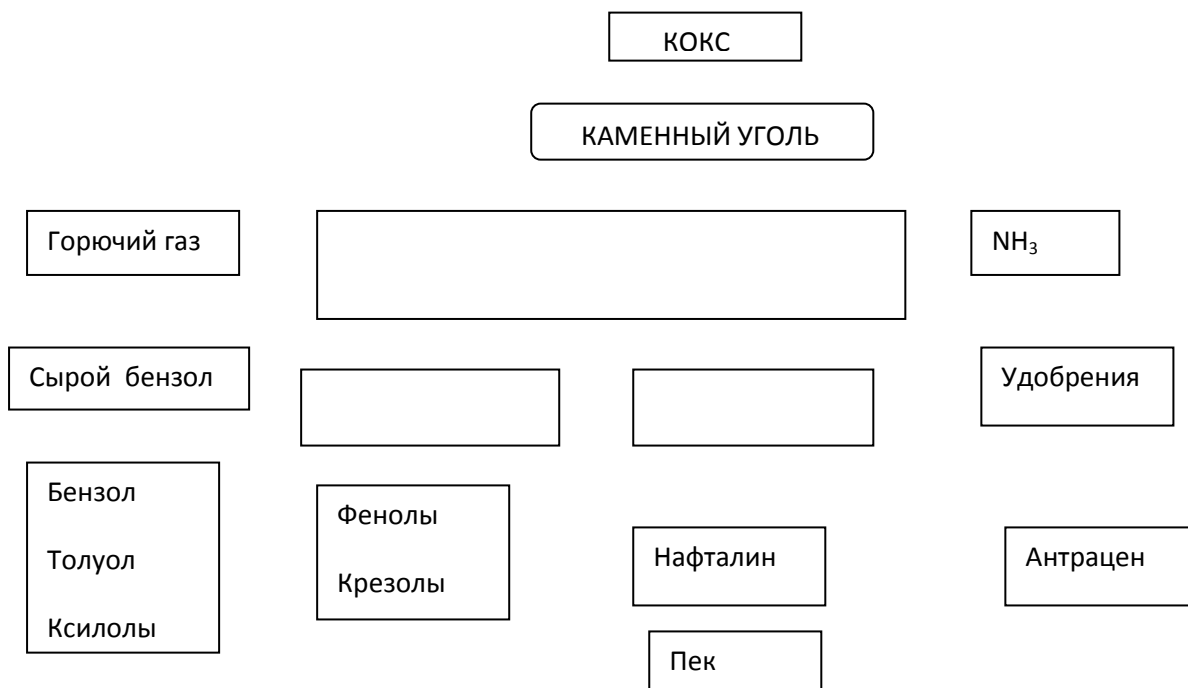 КОКС
КАМЕННЫЙ УГОЛЬ
Горючий газ
NH₃
Сырой бензол
Удобрения
Бензол
Толуол
Ксилолы
Фенолы
Крезолы
Нафталин
Антрацен
Пек